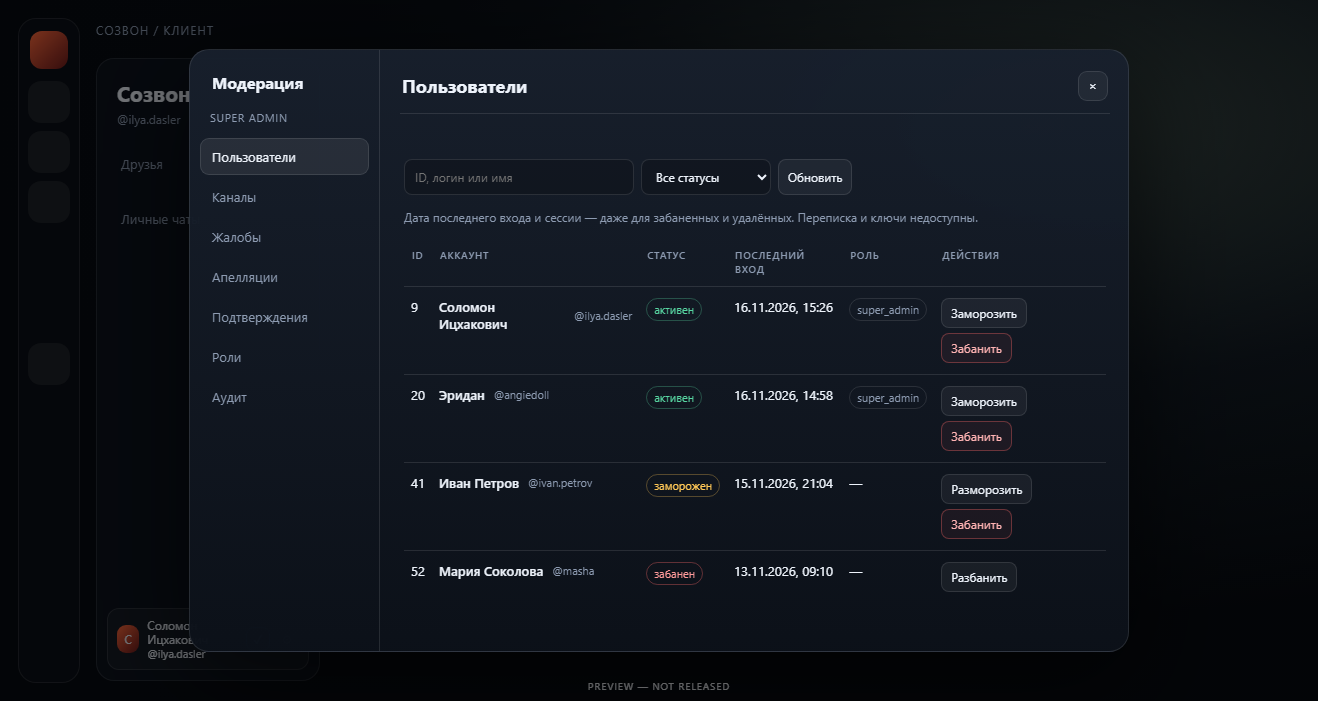 СОЗВОН / КЛИЕНТ
Созвон
@ilya.dasler
Друзья
Личные чат
С
Соломо
Ицхаков
@ilya.dasler
Модерация
SUPER ADMIN
Пользователи
Каналы
Жалобы
Апелляции
Подтверждения
Роли
Аудит
Пользователи
×
ID, логин или имя
Все статусы
Обновить
Дата последнего входа и сессии — даже для забаненных и удалённых. Переписка и ключи недоступны.
ID АККАУНТ СТАТУС ПОСЛЕДНИЙ ВХОД РОЛЬ ДЕЙСТВИЯ
9 Соломон Ицхакович @ilya.dasler активен 16.11.2026, 15:26 super_admin Заморозить
Забанить
20 Эридан @angiedoll активен 16.11.2026, 14:58 super_admin Заморозить
Забанить
41 Иван Петров @ivan.petrov заморожен 15.11.2026, 21:04 — Разморозить
Забанить
52 Мария Соколова @masha забанен 13.11.2026, 09:10 — Разбанить
PREVIEW — NOT RELEASED